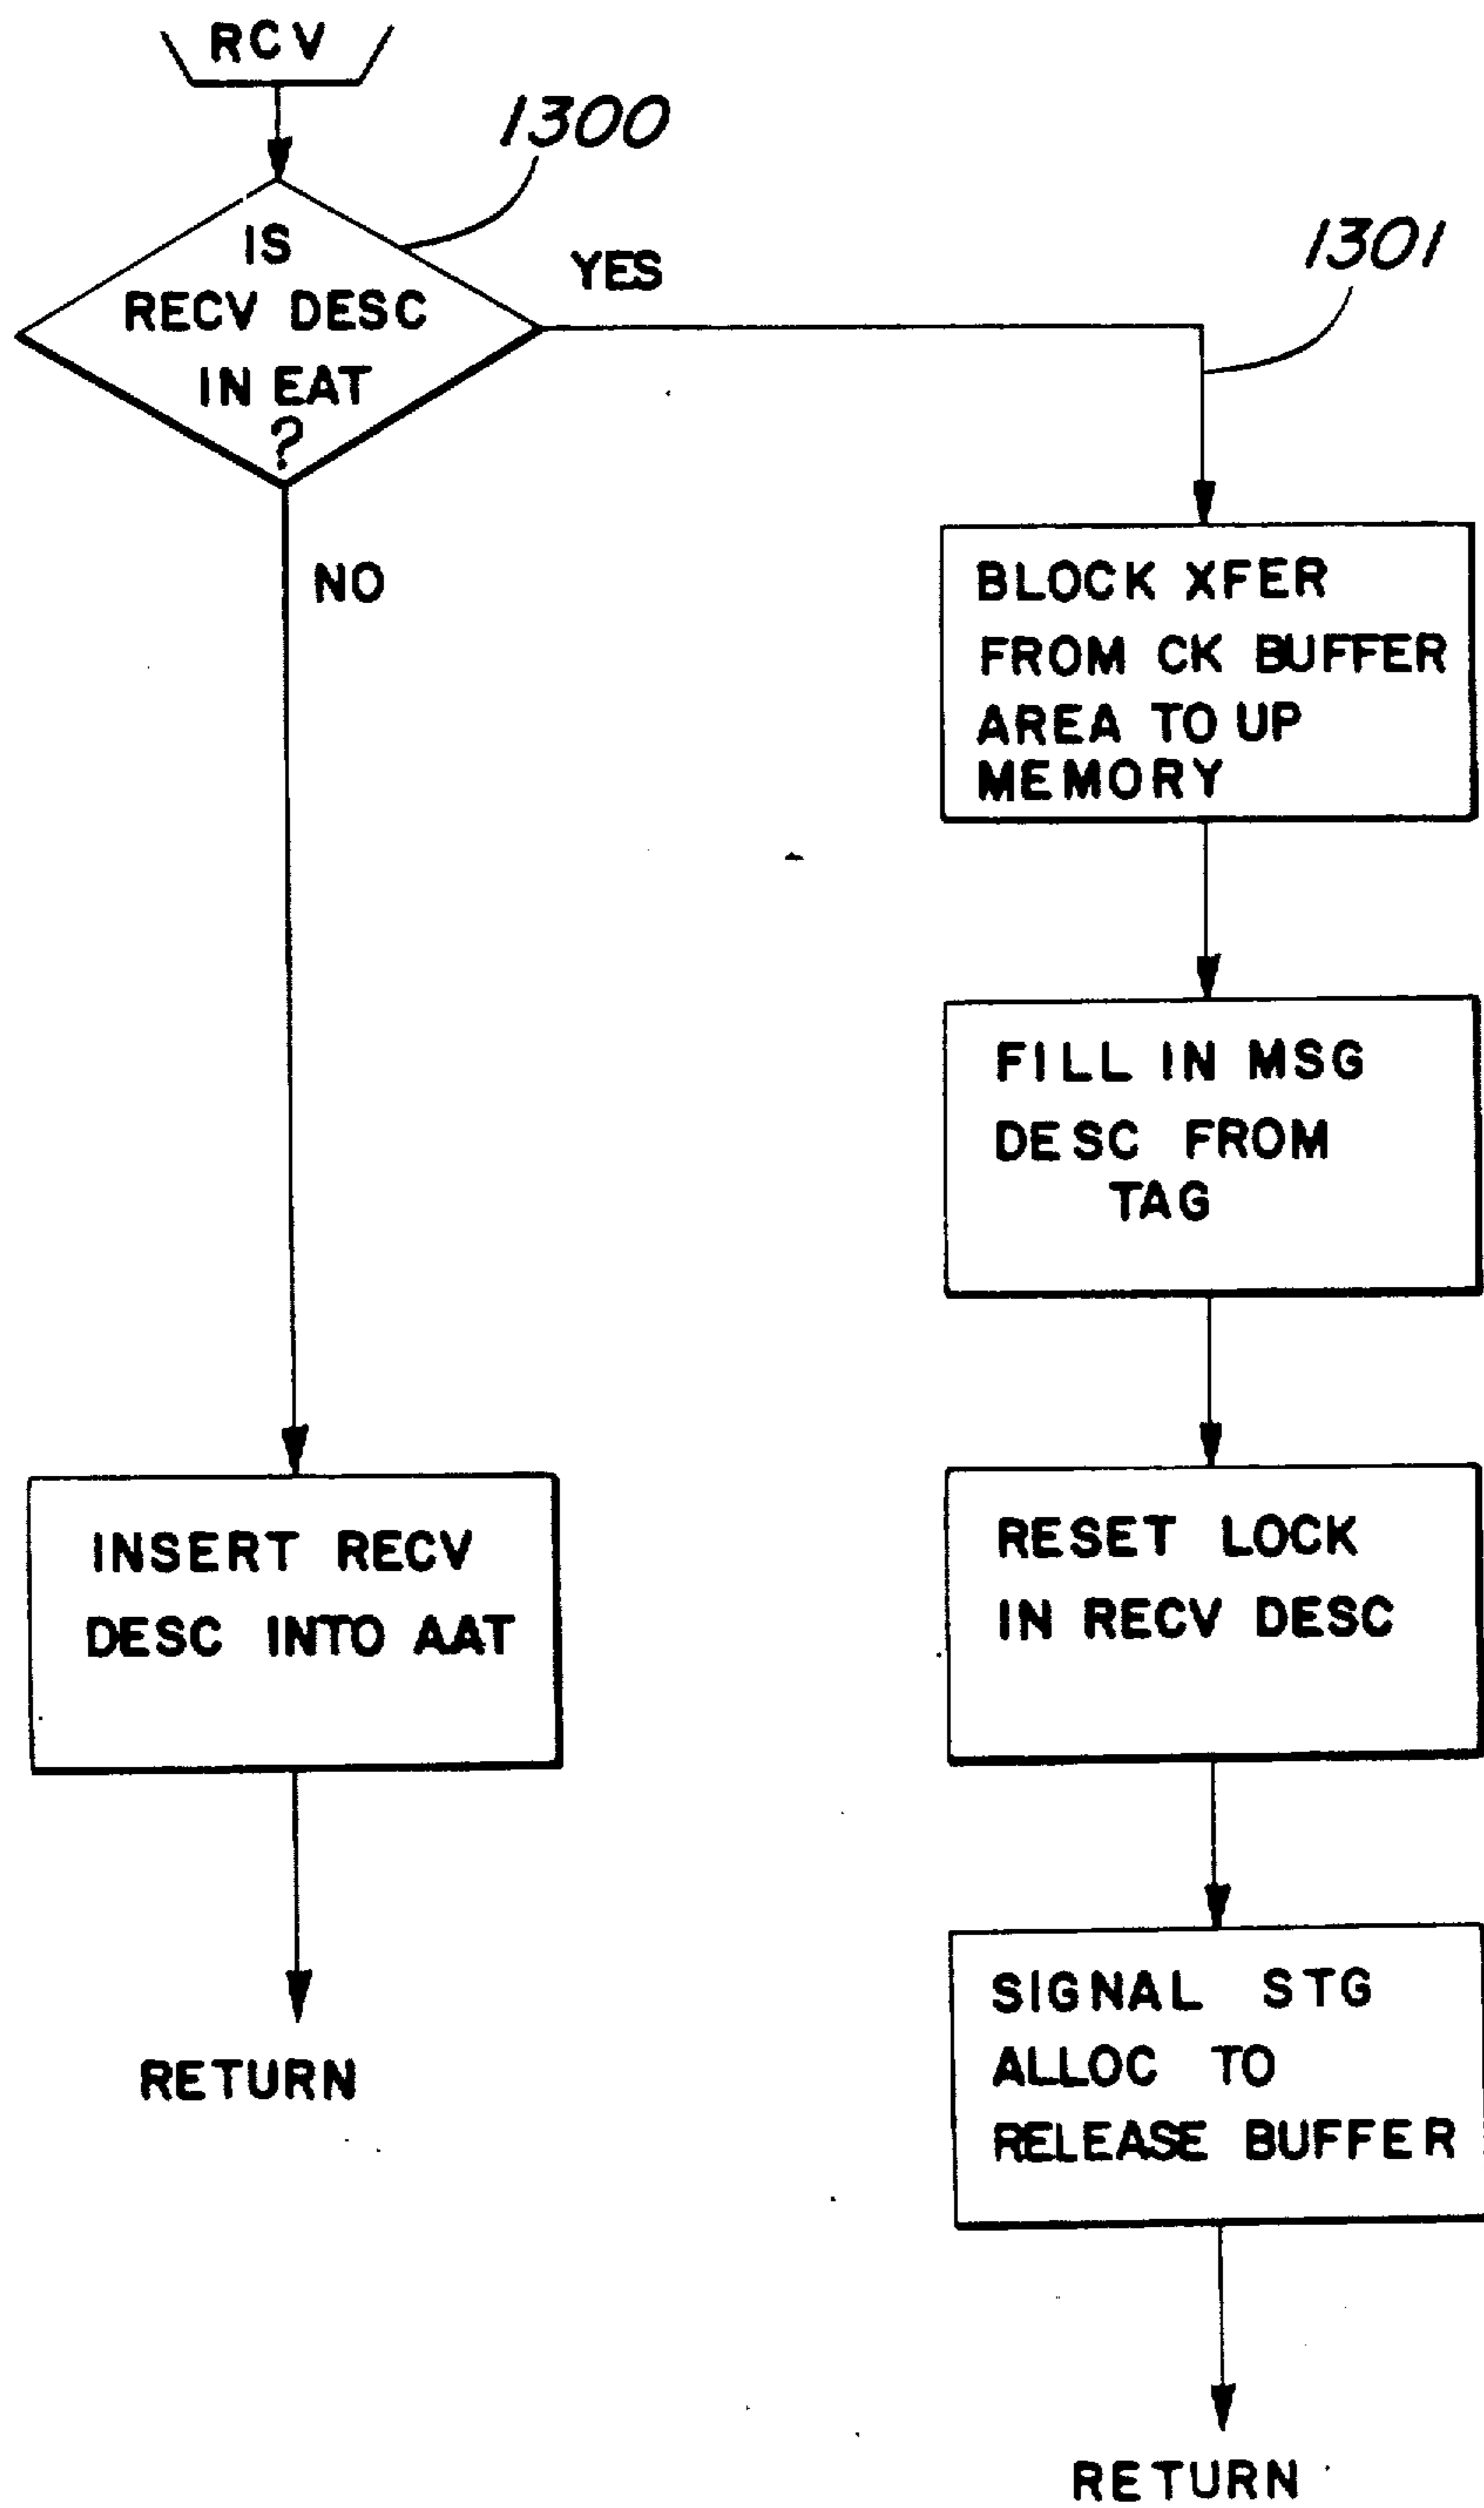 RCV
1300
IS
RECV DESC
IN EAT
?
YES
1301
NO
BLOCK XFER
FROM CK BUFFER
AREA TO UP
MEMORY
FILL IN MSG
DESC FROM
TAG
RESET LOCK
IN RECV DESC
INSERT RECV
DESC INTO AAT
SIGNAL STG
ALLOC TO
RELEASE BUFFER
RETURN
RETURN